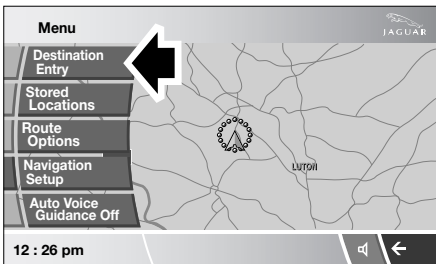 Menu
JAGUAR
Destination
Entry
Stored
Locations
Route
Options
Navigation
Setup
Auto Voice
Guidance Off
LUTON
12 : 26 pm